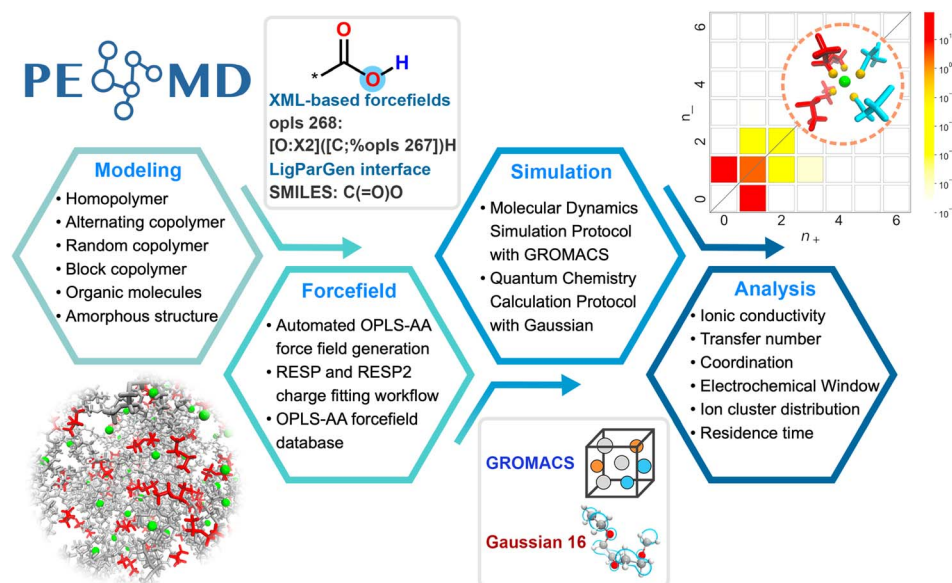 PE MD
O
H
*
O
XML-based forcefields
opls 268:
[O:X2]([C;%opls 267])H
LigParGen interface
SMILES: C(=O)O
Modeling
• Homopolymer
• Alternating copolymer
• Random copolymer
• Block copolymer
• Organic molecules
• Amorphous structure
Forcefield
• Automated OPLS-AA
force field generation
• RESP and RESP2
charge fitting workflow
• OPLS-AA forcefield
database
Simulation
• Molecular Dynamics
Simulation Protocol
with GROMACS
• Quantum Chemistry
Calculation Protocol
with Gaussian
GROMACS
Gaussian 16
n_
6
4
2
0
0 2 4 6
n+
Analysis
• Ionic conductivity
• Transfer number
• Coordination
• Electrochemical Window
• Ion cluster distribution
• Residence time